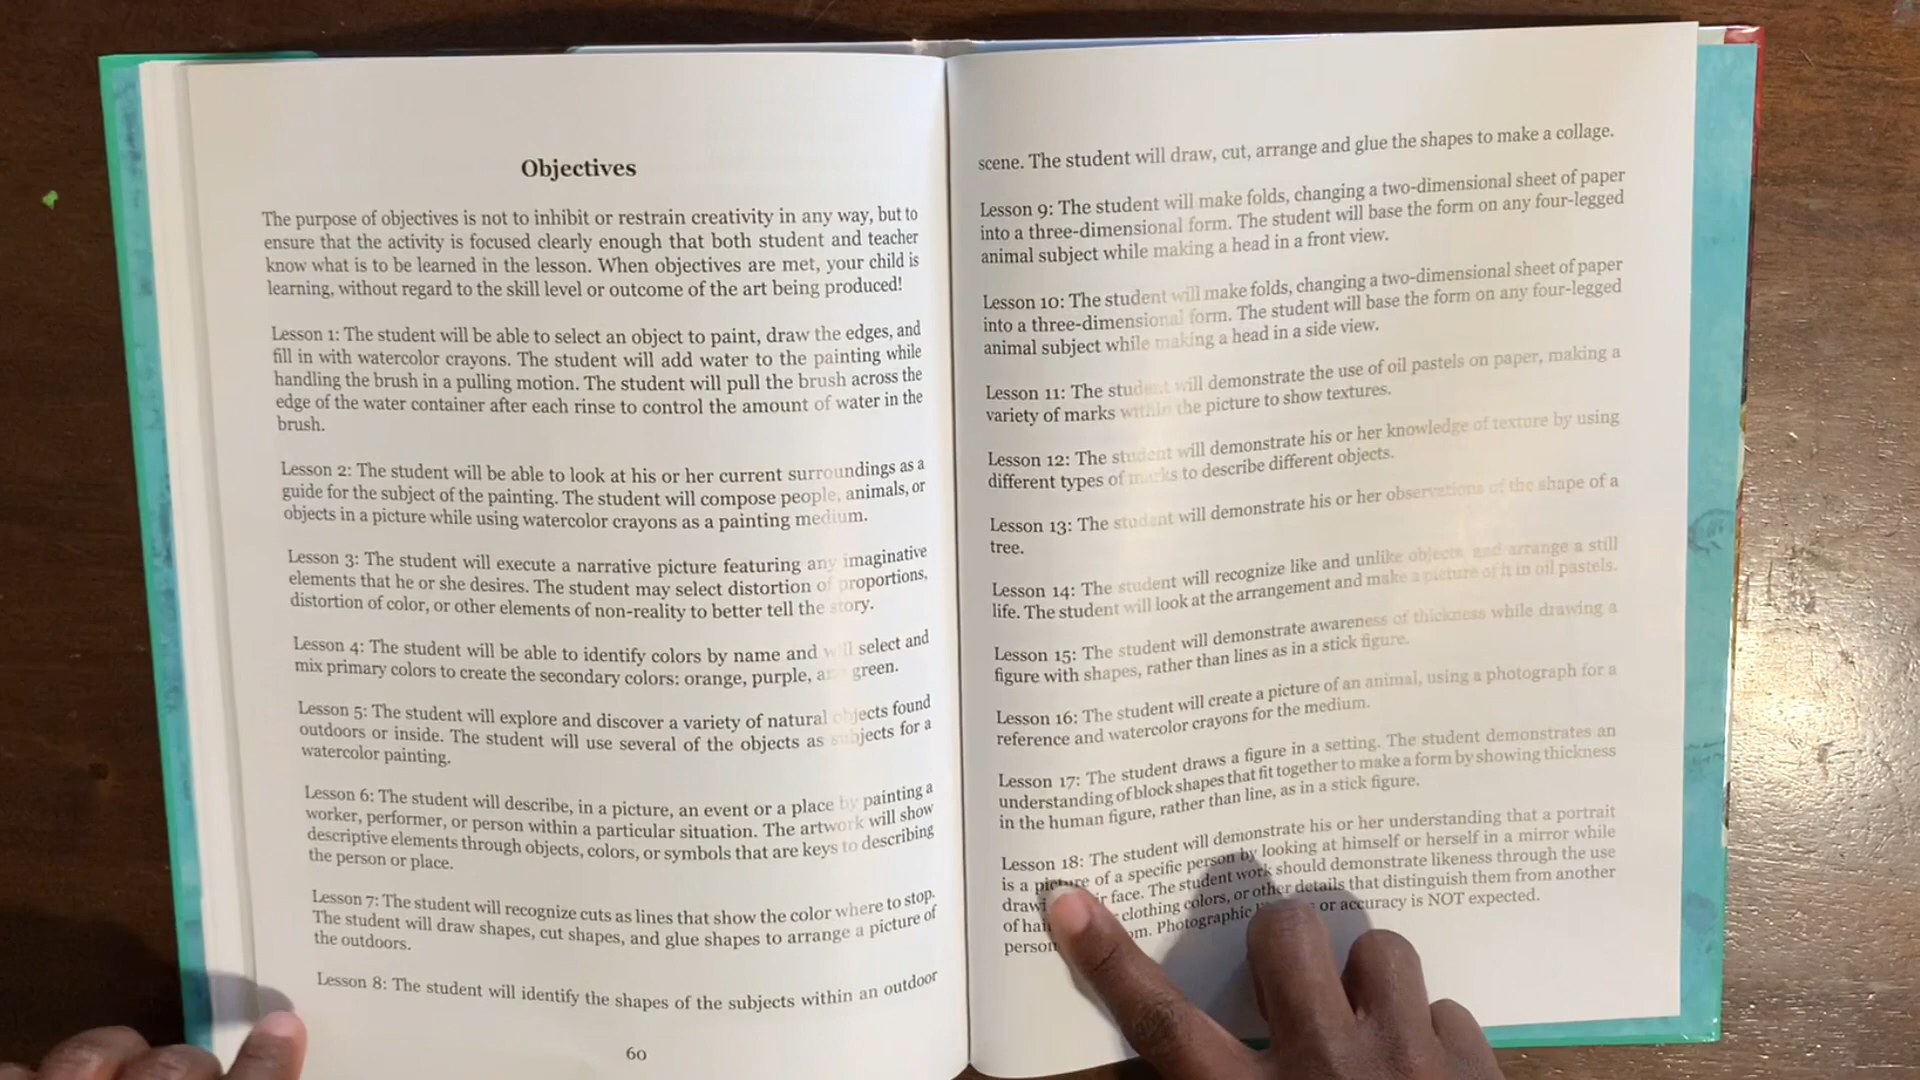 Objectives
The purpose of objectives is not to inhibit or restrain creativity in any way, but to
ensure that the activity is focused clearly enough that both student and teacher
know what is to be learned in the lesson. When objectives are met, your child is
learning, without regard to the skill level or outcome of the art being produced!
Lesson 1: The student will be able to select an object to paint, draw the edges, and
fill in with watercolor crayons. The student will add water to the painting while
handling the brush in a pulling motion. The student will pull the brush across the
edge of the water container after each rinse to control the amount of water in the
brush.
Lesson 2: The student will be able to look at his or her current surroundings as a
guide for the subject of the painting. The student will compose people, animals, or
objects in a picture while using watercolor crayons as a painting medium.
Lesson 3: The student will execute a narrative picture featuring any imaginative
elements that he or she desires. The student may select distortion of proportions,
distortion of color, or other elements of non-reality to better tell the story.
Lesson 4: The student will be able to identify colors by name and will select and
mix primary colors to create the secondary colors: orange, purple, and green.
Lesson 5: The student will explore and discover a variety of natural objects found
outdoors or inside. The student will use several of the objects as subjects for a
watercolor painting.
Lesson 6: The student will describe, in a picture, an event or a place by painting a
worker, performer, or person within a particular situation. The artwork will show
descriptive elements through objects, colors, or symbols that are keys to describing
the person or place.
Lesson 7: The student will recognize cuts as lines that show the color where to stop.
The student will draw shapes, cut shapes, and glue shapes to arrange a picture of
the outdoors.
Lesson 8: The student will identify the shapes of the subjects within an outdoor
60
scene. The student will draw, cut, arrange and glue the shapes to make a collage.
Lesson 9: The student will make folds, changing a two-dimensional sheet of paper
into a three-dimensional form. The student will base the form on any four-legged
animal subject while making a head in a front view.
Lesson 10: The student will make folds, changing a two-dimensional sheet of paper
into a three-dimensional form. The student will base the form on any four-legged
animal subject while making a head in a side view.
Lesson 11: The student will demonstrate the use of oil pastels on paper, making a
variety of marks within the picture to show textures.
Lesson 12: The student will demonstrate his or her knowledge of texture by using
different types of marks to describe different objects.
Lesson 13: The student will demonstrate his or her observations of the shape of a
tree.
Lesson 14: The student will recognize like and unlike objects, and arrange a still
life. The student will look at the arrangement and make a picture of it in oil pastels.
Lesson 15: The student will demonstrate awareness of thickness while drawing a
figure with shapes, rather than lines as in a stick figure.
Lesson 16: The student will create a picture of an animal, using a photograph for a
reference and watercolor crayons for the medium.
Lesson 17: The student draws a figure in a setting. The student demonstrates an
understanding of block shapes that fit together to make a form by showing thickness
in the human figure, rather than line, as in a stick figure.
Lesson 18: The student will demonstrate his or her understanding that a portrait
is a picture of a specific person by looking at himself or herself in a mirror while
face. The student work should demonstrate likeness through the use
of clothing colors, or other details that distinguish them from another
person Photographic or accuracy is NOT expected.